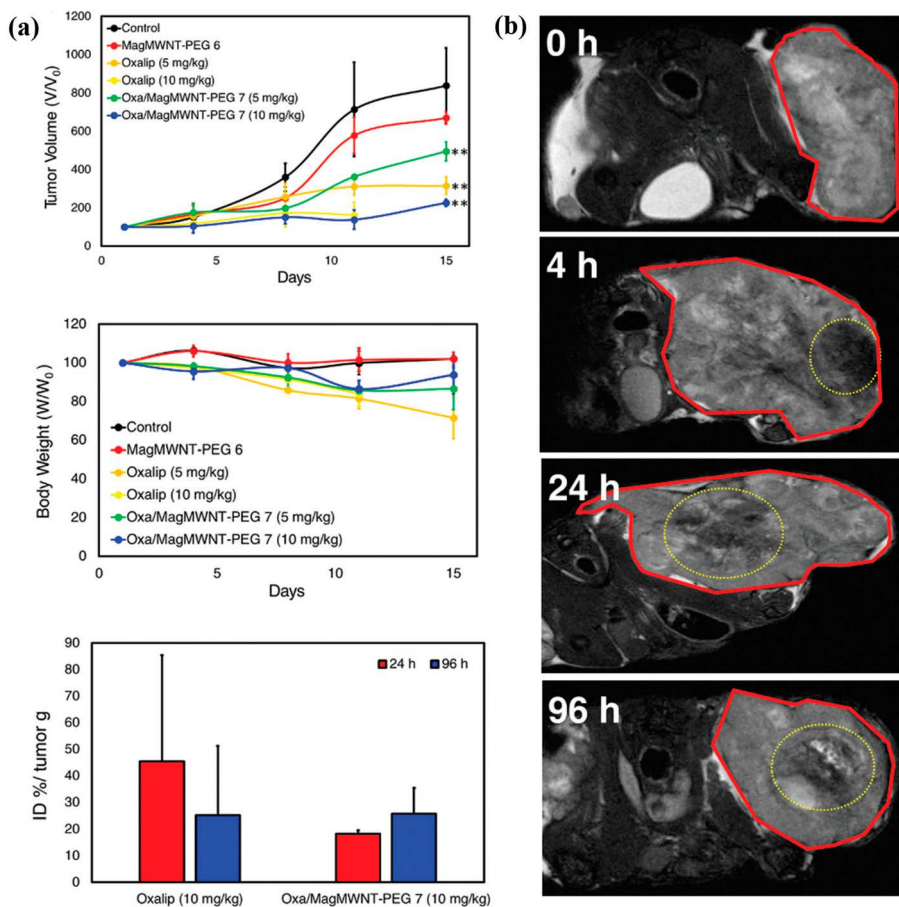 (a)
1200
1000
800
600
400
200
0
Tumor Volume (V/V0)
Control
MagMWNT-PEG 6
Oxalip (5 mg/kg)
Oxalip (10 mg/kg)
Oxa/MagMWNT-PEG 7 (5 mg/kg)
Oxa/MagMWNT-PEG 7 (10 mg/kg)
**
**
**
0 5 10 15
Days
120
100
80
60
40
20
0
Body Weight (W/W0)
Control
MagMWNT-PEG 6
Oxalip (5 mg/kg)
Oxalip (10 mg/kg)
Oxa/MagMWNT-PEG 7 (5 mg/kg)
Oxa/MagMWNT-PEG 7 (10 mg/kg)
0 5 10 15
Days
90
80
70
60
50
40
30
20
10
0
ID %/ tumor g
24 h 96 h
Oxalip (10 mg/kg) Oxa/MagMWNT-PEG 7 (10 mg/kg)
(b)
0 h
4 h
24 h
96 h